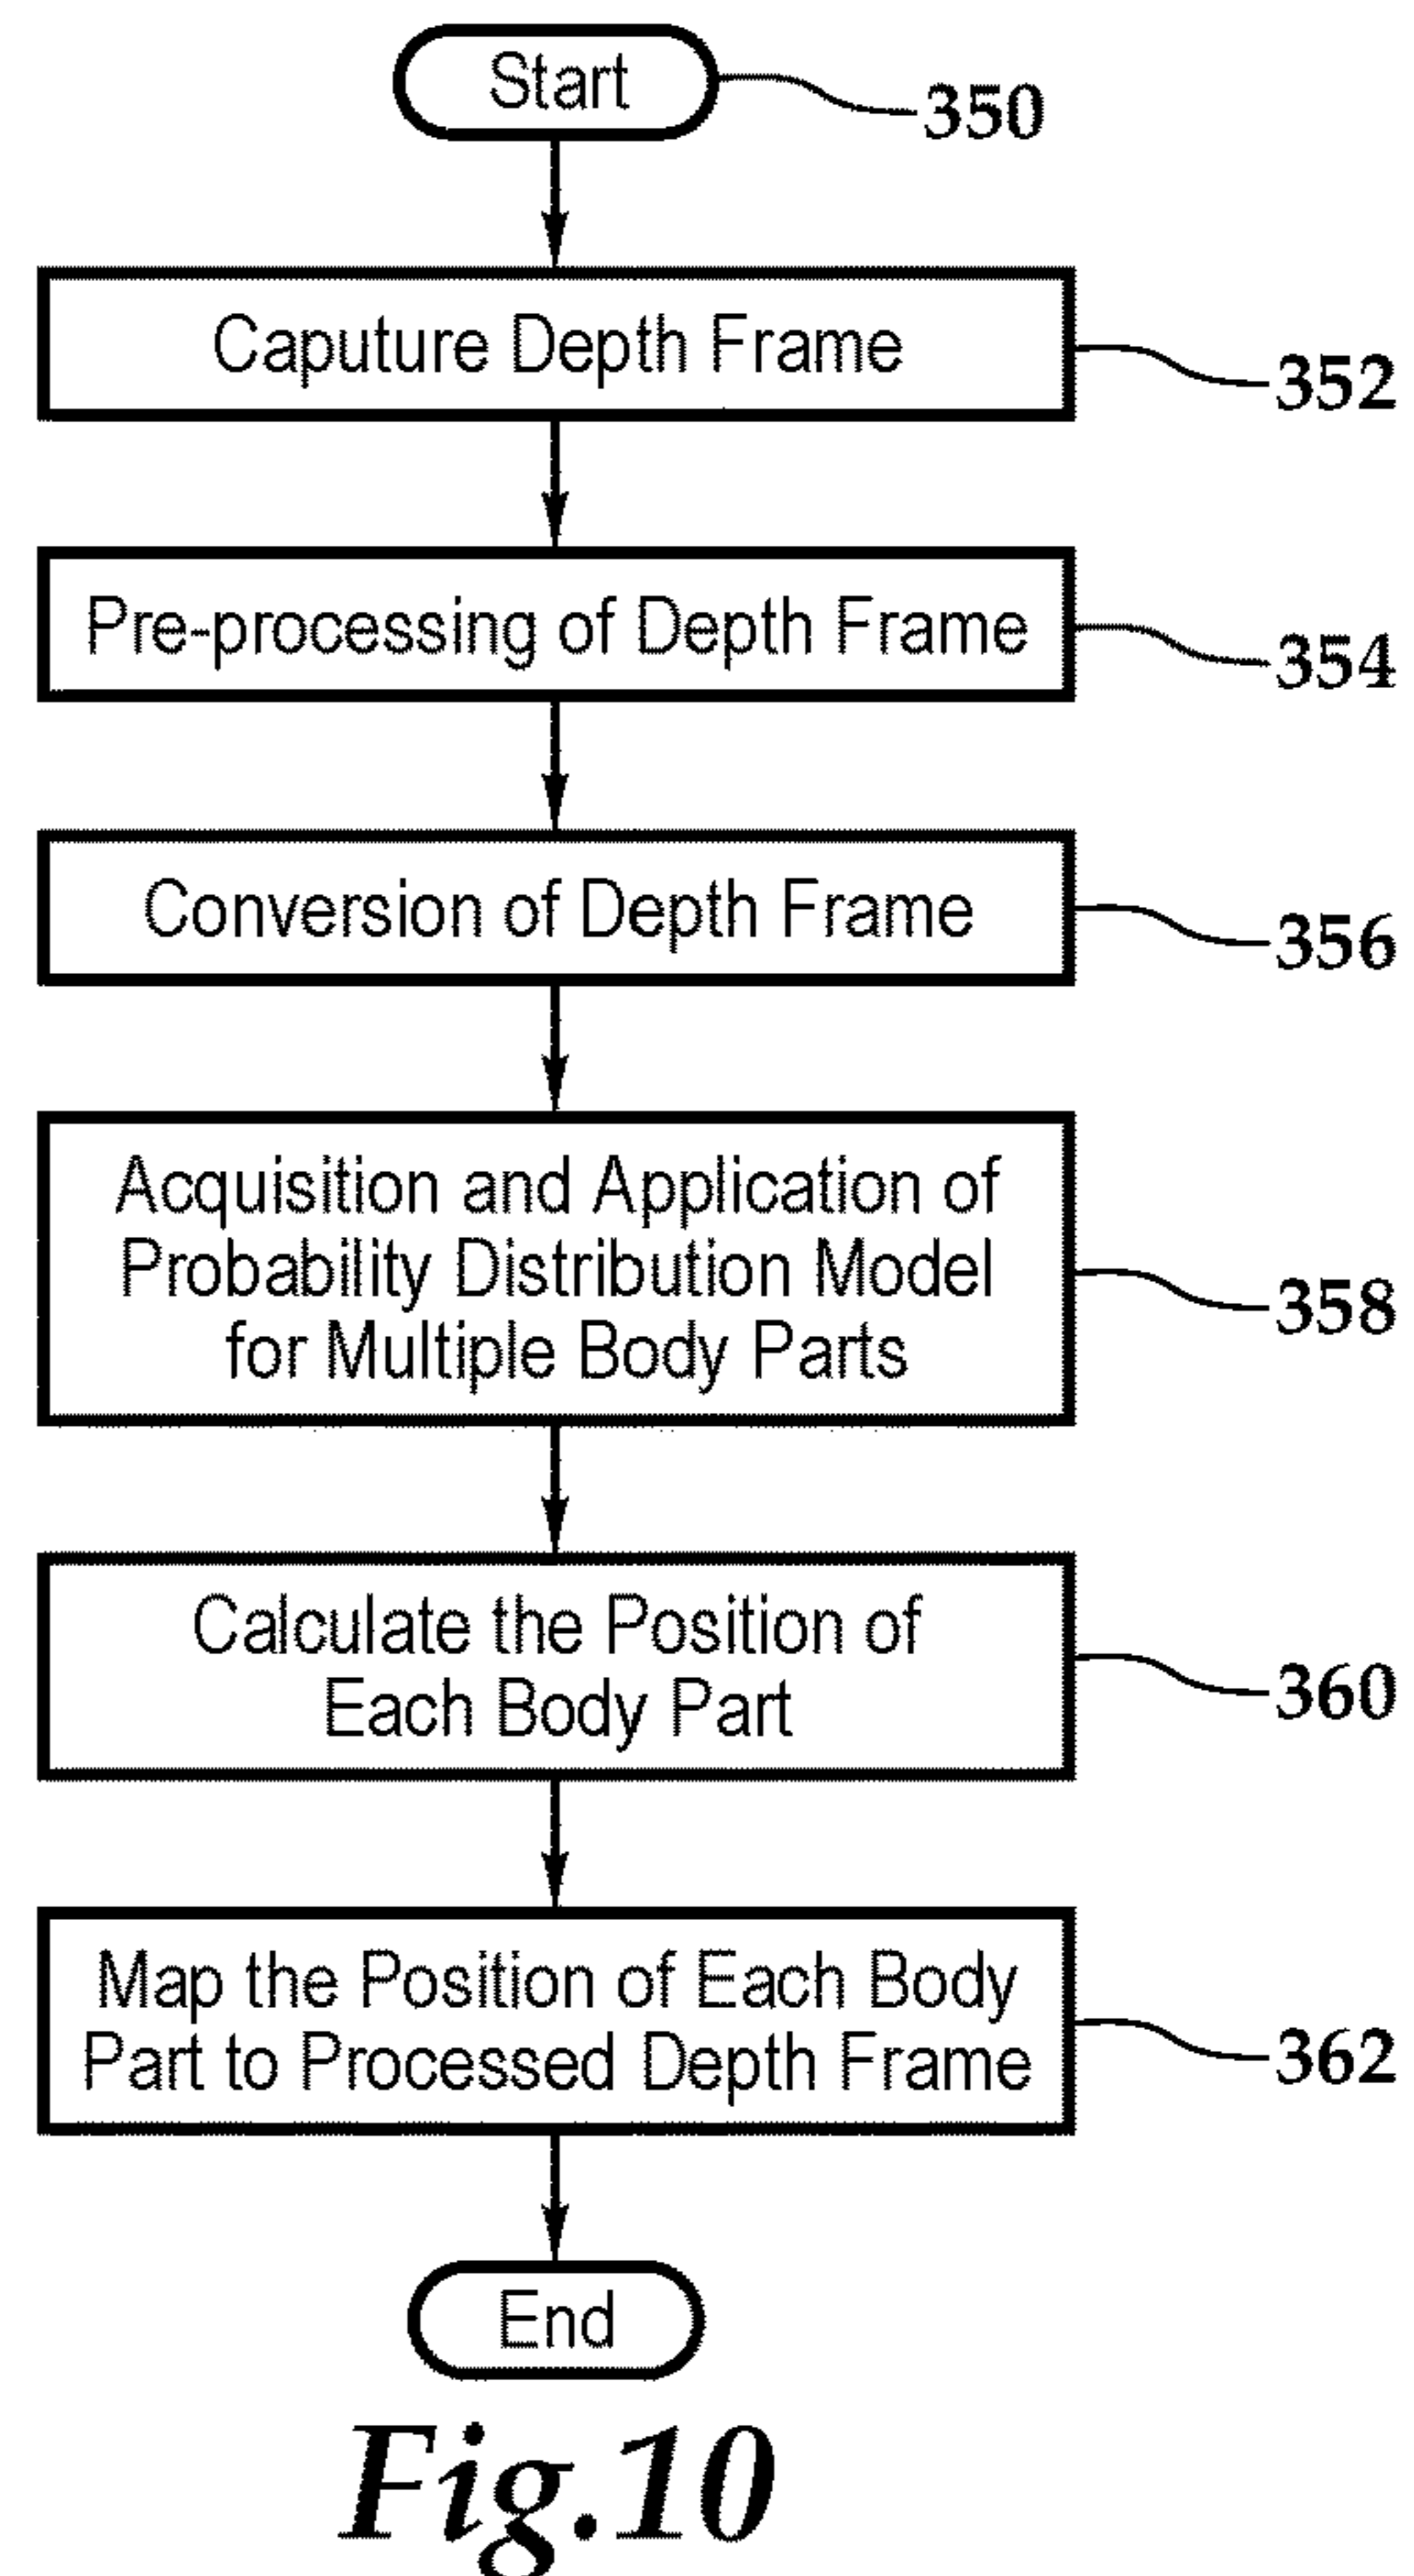 Start
350
Caputure Depth Frame
352
Pre-processing of Depth Frame
354
Conversion of Depth Frame
356
Acquisition and Application of
Probability Distribution Model
for Multiple Body Parts
358
Calculate the Position of
Each Body Part
360
Map the Position of Each Body
Part to Processed Depth Frame
362
End
Fig.10